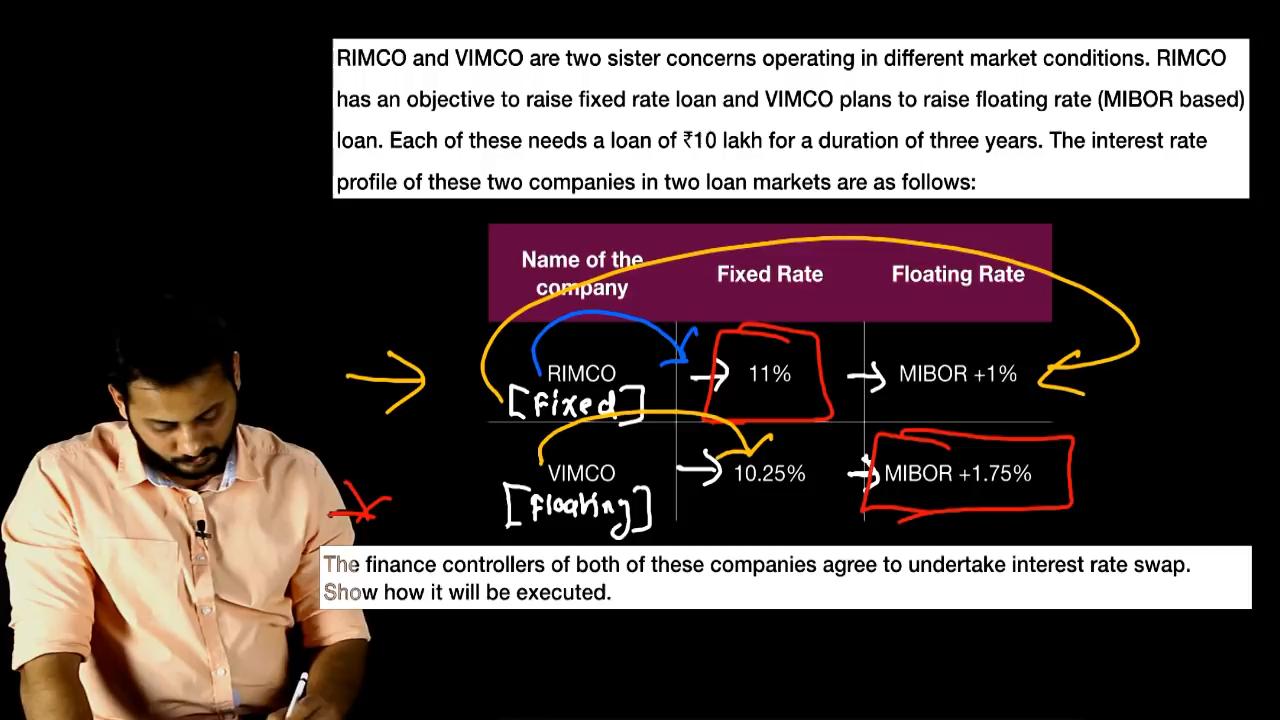 RIMCO and VIMCO are two sister concerns operating in different market conditions. RIMCO
has an objective to raise fixed rate loan and VIMCO plans to raise floating rate (MIBOR based)
loan. Each of these needs a loan of ₹10 lakh for a duration of three years. The interest rate
profile of these two companies in two loan markets are as follows:
Name of the
company
Fixed Rate
Floating Rate
RIMCO
[Fixed]
11%
MIBOR +1%
VIMCO
[Floating]
10.25%
MIBOR +1.75%
The finance controllers of both of these companies agree to undertake interest rate swap.
Show how it will be executed.